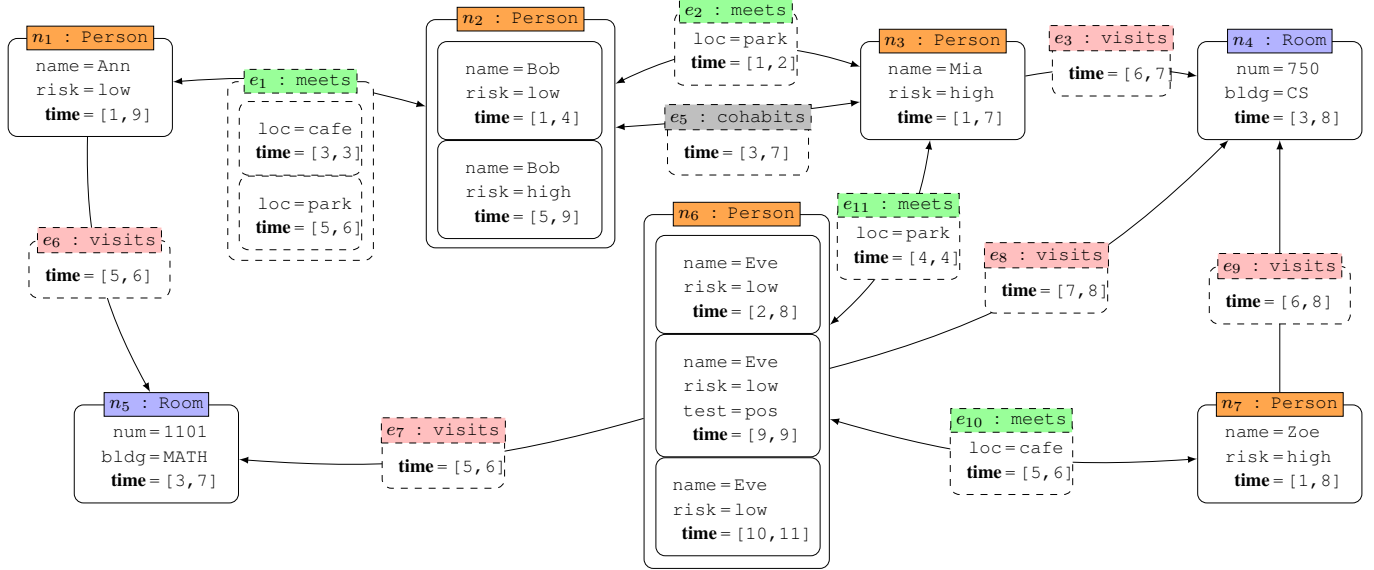 n1 : Person
name=Ann
risk=low
time=[1,9]
e1 : meets
loc=cafe
time=[3,3]
loc=park
time=[5,6]
n2 : Person
name=Bob
risk=low
time=[1,4]
name=Bob
risk=high
time=[5,9]
e2 : meets
loc=park
time=[1,2]
e5 : cohabits
time=[3,7]
n3 : Person
name=Mia
risk=high
time=[1,7]
e3 : visits
time=[6,7]
n4 : Room
num=750
bldg=CS
time=[3,8]
e6 : visits
time=[5,6]
n6 : Person
name=Eve
risk=low
time=[2,8]
name=Eve
risk=low
test=pos
time=[9,9]
name=Eve
risk=low
time=[10,11]
e11 : meets
loc=park
time=[4,4]
e8 : visits
time=[7,8]
e9 : visits
time=[6,8]
n5 : Room
num=1101
bldg=MATH
time=[3,7]
e7 : visits
time=[5,6]
e10 : meets
loc=cafe
time=[5,6]
n7 : Person
name=Zoe
risk=high
time=[1,8]